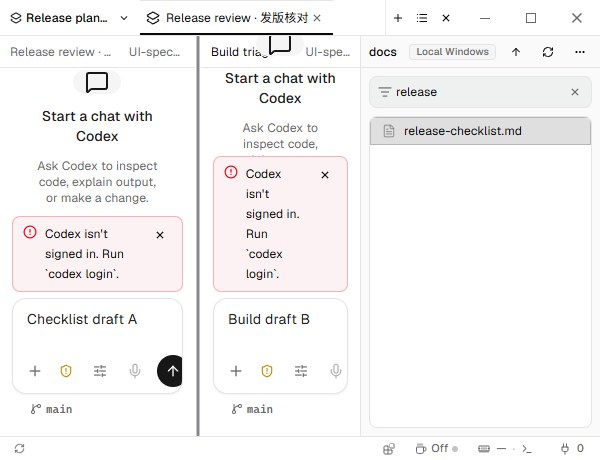 Release plan...
Release review · 发版核对
Release review · ...
UI-spec...
Build triag
UI-spe...
docs
Local Windows
Start a chat with
Codex
Ask Codex to inspect
code, explain output,
or make a change.
Codex isn't
signed in. Run
`codex login`.
Checklist draft A
main
Start a chat with
Codex
Ask Codex to
inspect code,
Codex
isn't
signed in.
Run
`codex
login`.
Build draft B
main
release
release-checklist.md
Off
0